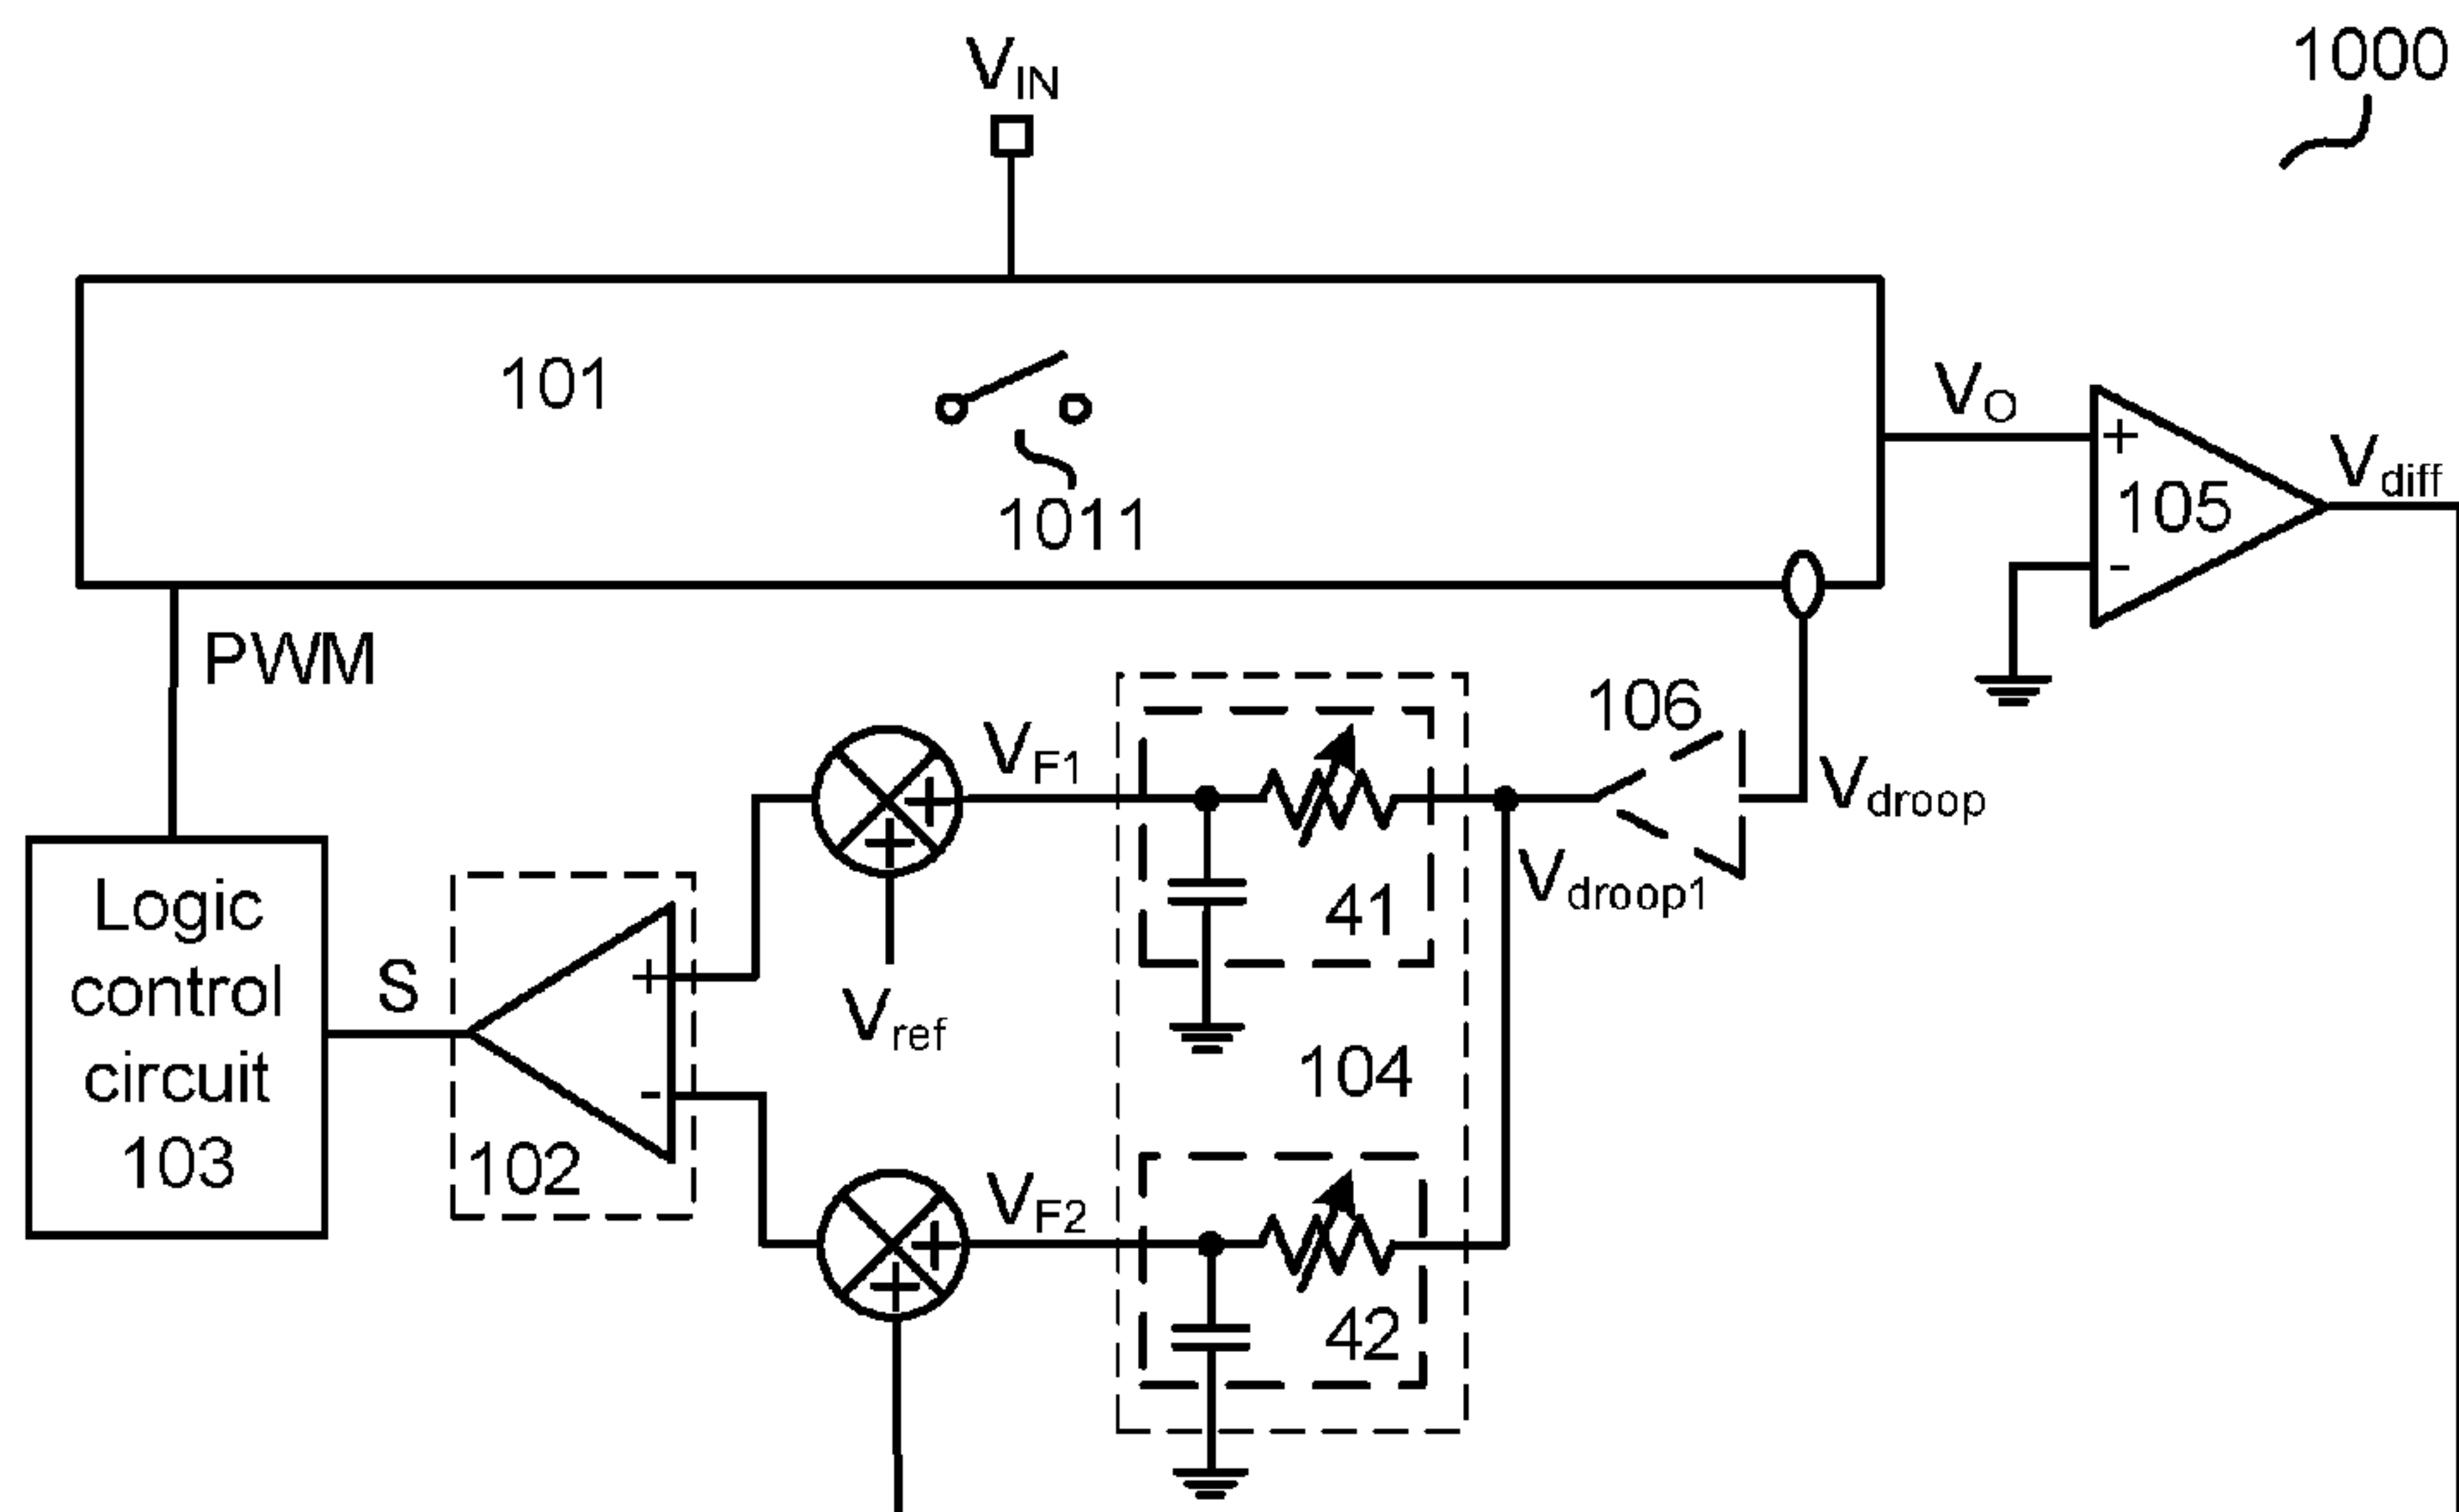 1000
VIN
101
1011
VO
105
Vdiff
+
-
PWM
106
VF1
Vdroop
Vdroop1
+
+
41
Logic
control
circuit
103
S
+
-
102
Vref
104
VF2
+
+
42